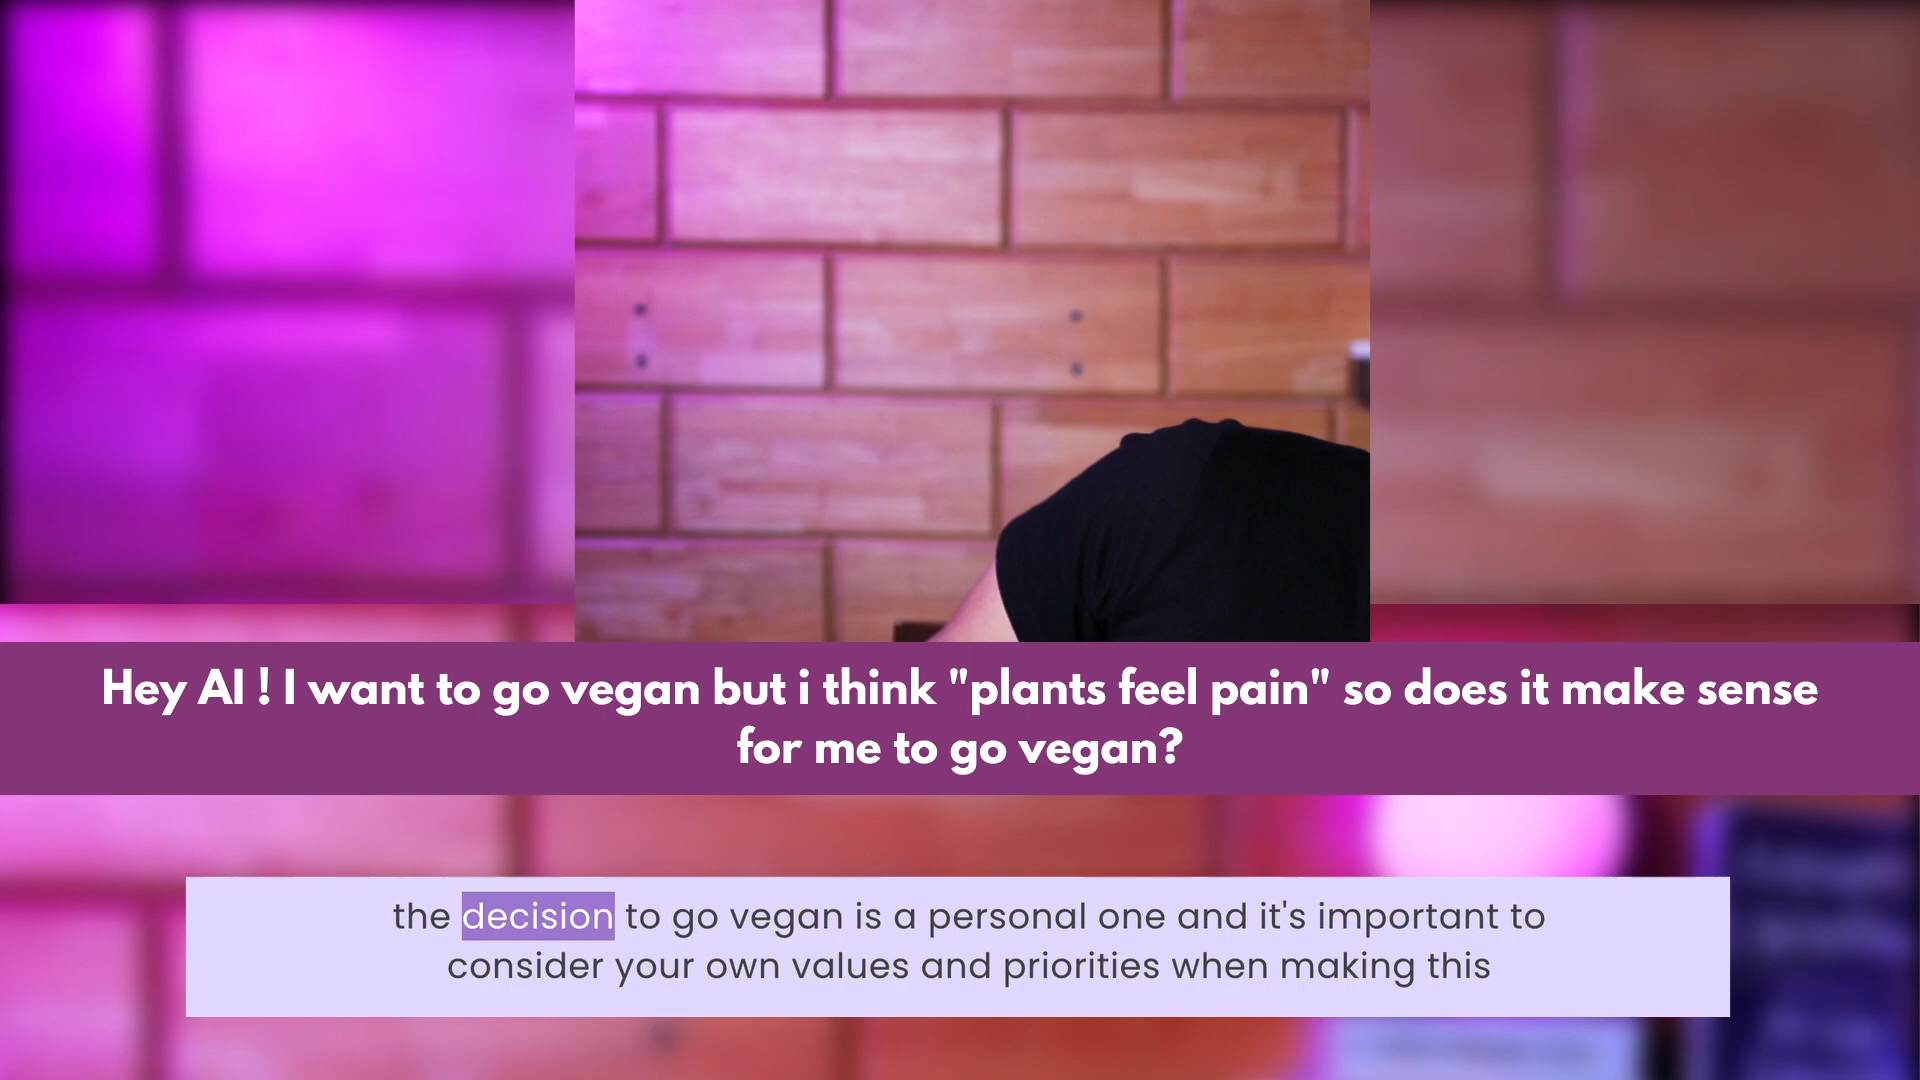 Hey AI ! I want to go vegan but i think "plants feel pain" so does it make sense
for me to go vegan?
the decision to go vegan is a personal one and it's important to
consider your own values and priorities when making this